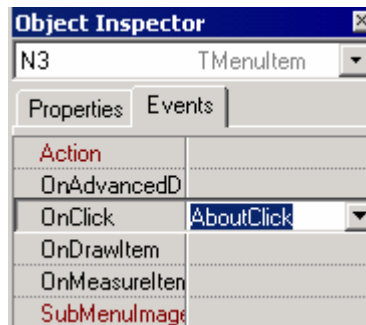 Object Inspector
N3 TMenuItem
Properties Events
Action
OnAdvancedD
OnClick AboutClick
OnDrawItem
OnMeasureIten
SubMenuImage